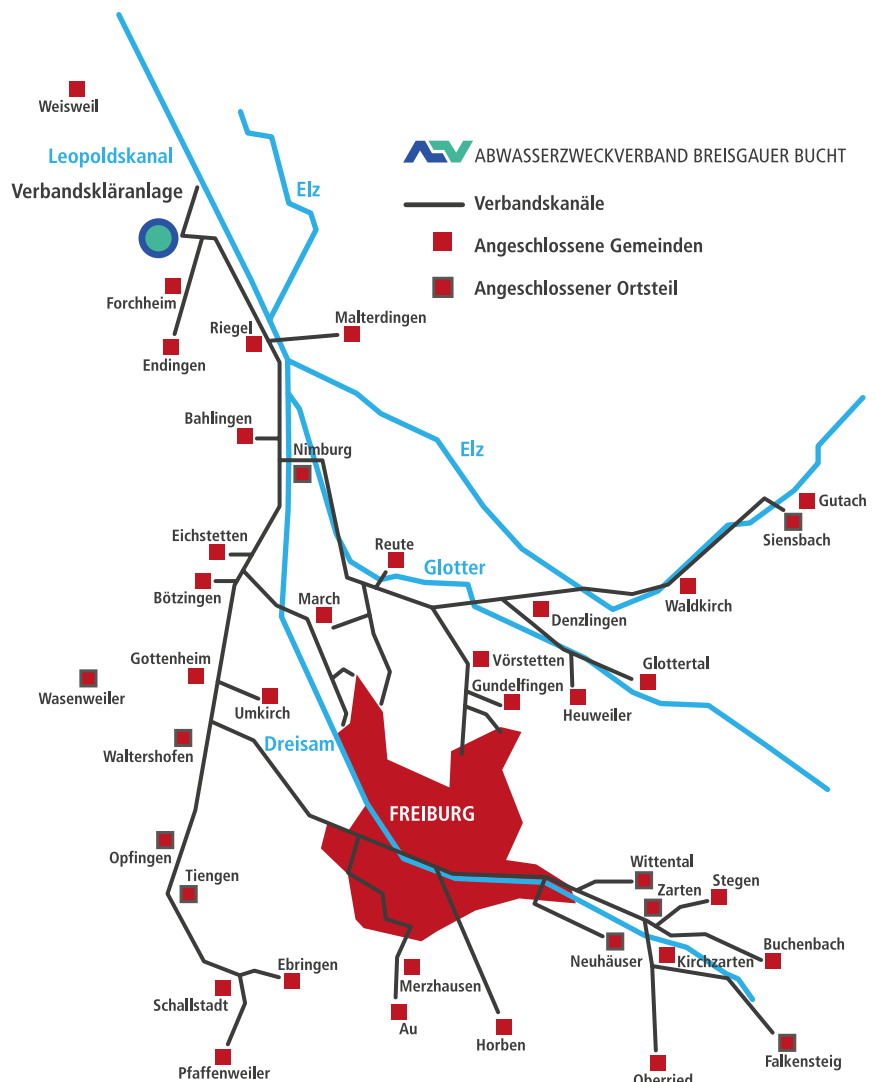 Weisweil
Leopoldskanal
Verbandskläranlage
Elz
ABWASSERZWECKVERBAND BREISGAUER BUCHT
Verbandskanäle
Angeschlossene Gemeinden
Angeschlossener Ortsteil
Forchheim
Riegel
Malterdingen
Endingen
Bahlingen
Nimburg
Elz
Gutach
Siensbach
Eichstetten
Reute
Glotter
Bötzingen
March
Waldkirch
Denzlingen
Gottenheim
Vörstetten
Glottertal
Wasenweiler
Umkirch
Gundelfingen
Heuweiler
Waltershofen
Dreisam
FREIBURG
Opfingen
Tiengen
Wittental
Zarten
Stegen
Ebringen
Merzhausen
Neuhäuser
Kirchzarten
Buchenbach
Schallstadt
Au
Horben
Falkensteig
Pfaffenweiler
Oberried